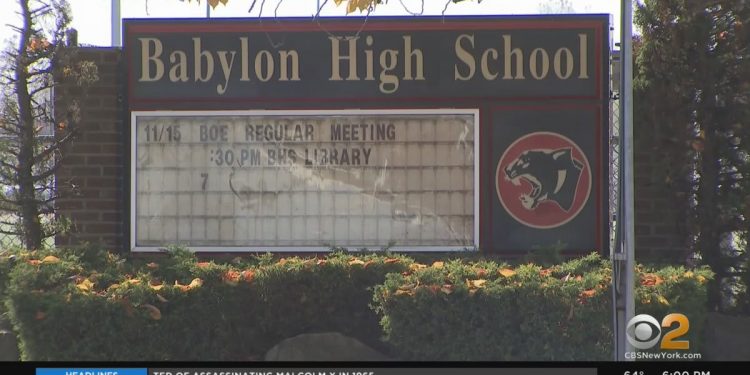 Babylon High School
11/15 BOE REGULAR MEETING
:30 PM BHS LIBRARY
7
2
CBSNewYork.com
HEADLINES TED OF ASSASSINATING MALCOLM X IN 1965
64° 6:00 PM